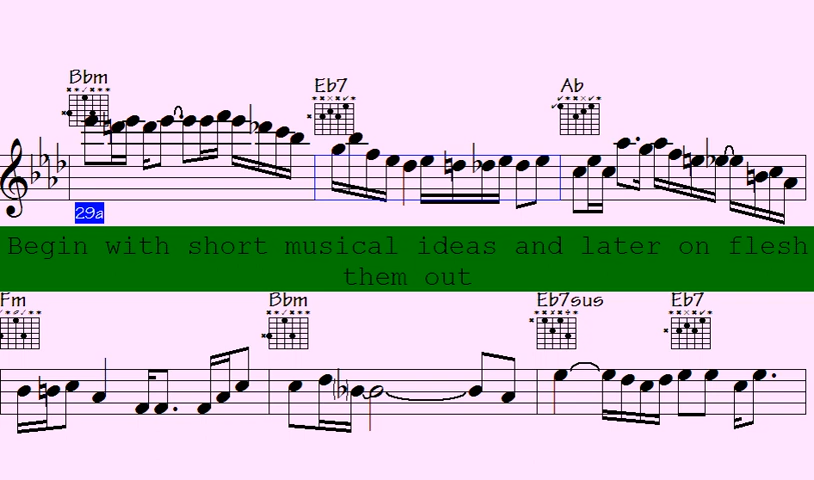 Bbm
Eb7
Ab
29a
Begin with short musical ideas and later on flesh
them out
Fm
Bbm
Eb7sus
Eb7